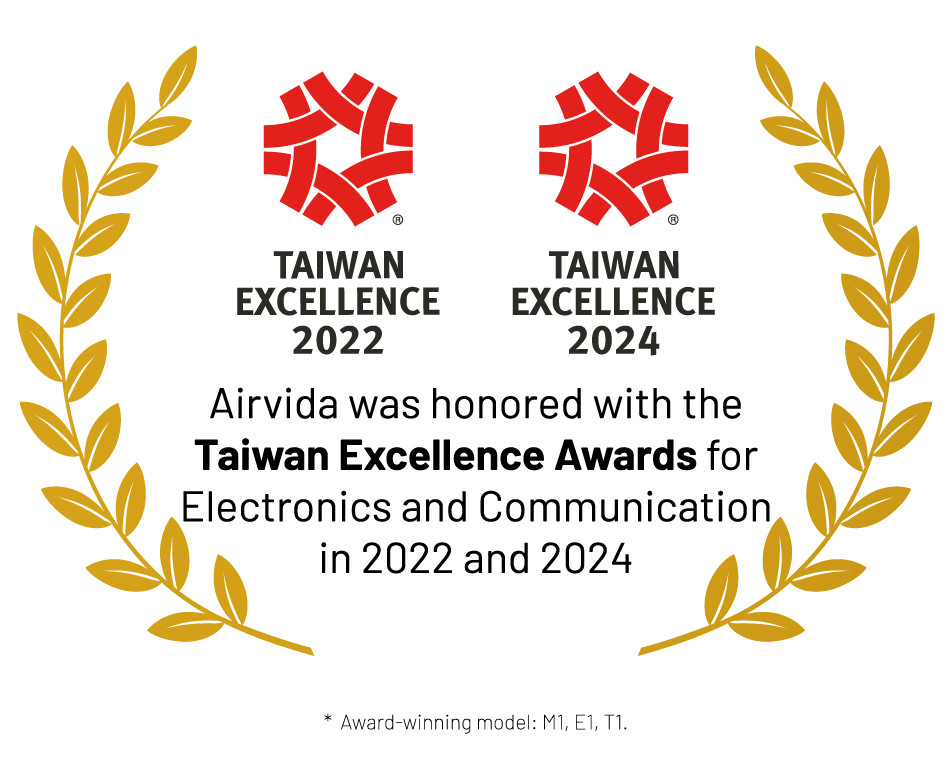 ®
®
TAIWAN
EXCELLENCE
2022
TAIWAN
EXCELLENCE
2024
Airvida was honored with the
Taiwan Excellence Awards for
Electronics and Communication
in 2022 and 2024
* Award-winning model: M1, E1, T1.